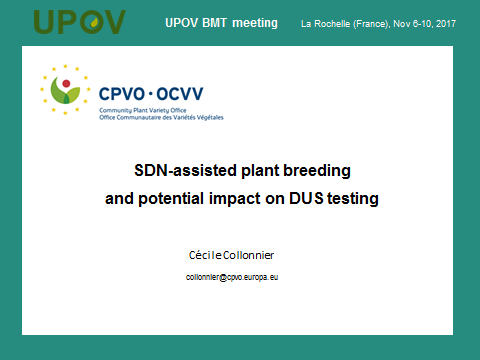 UPOV
UPOV BMT meeting La Rochelle (France), Nov 6-10, 2017
CPVO · OCVV
Community Plant Variety Office
Office Communautaire des Variétés Végétales
SDN-assisted plant breeding
and potential impact on DUS testing
Cécile Collonnier
collonnier@cpvo.europa.eu